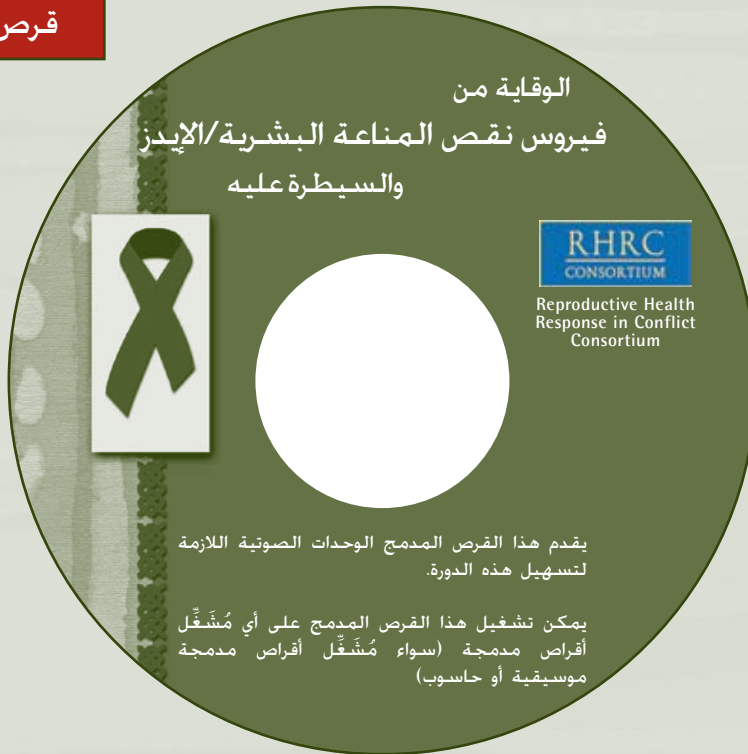 قرص
الوقاية من
فيروس نقص المناعة البشرية/الإيدز
والسيطرة عليه
RHRC
CONSORTIUM
Reproductive Health
Response in Conflict
Consortium
يقدم هذا القرص المدمج الوحدات الصوتية اللازمة
لتسهيل هذه الدورة.
يمكن تشغيل هذا القرص المدمج على أي مُشَغِّل
أقراص مدمجة (سواء مُشَغِّل أقراص مدمجة
موسيقية أو حاسوب)